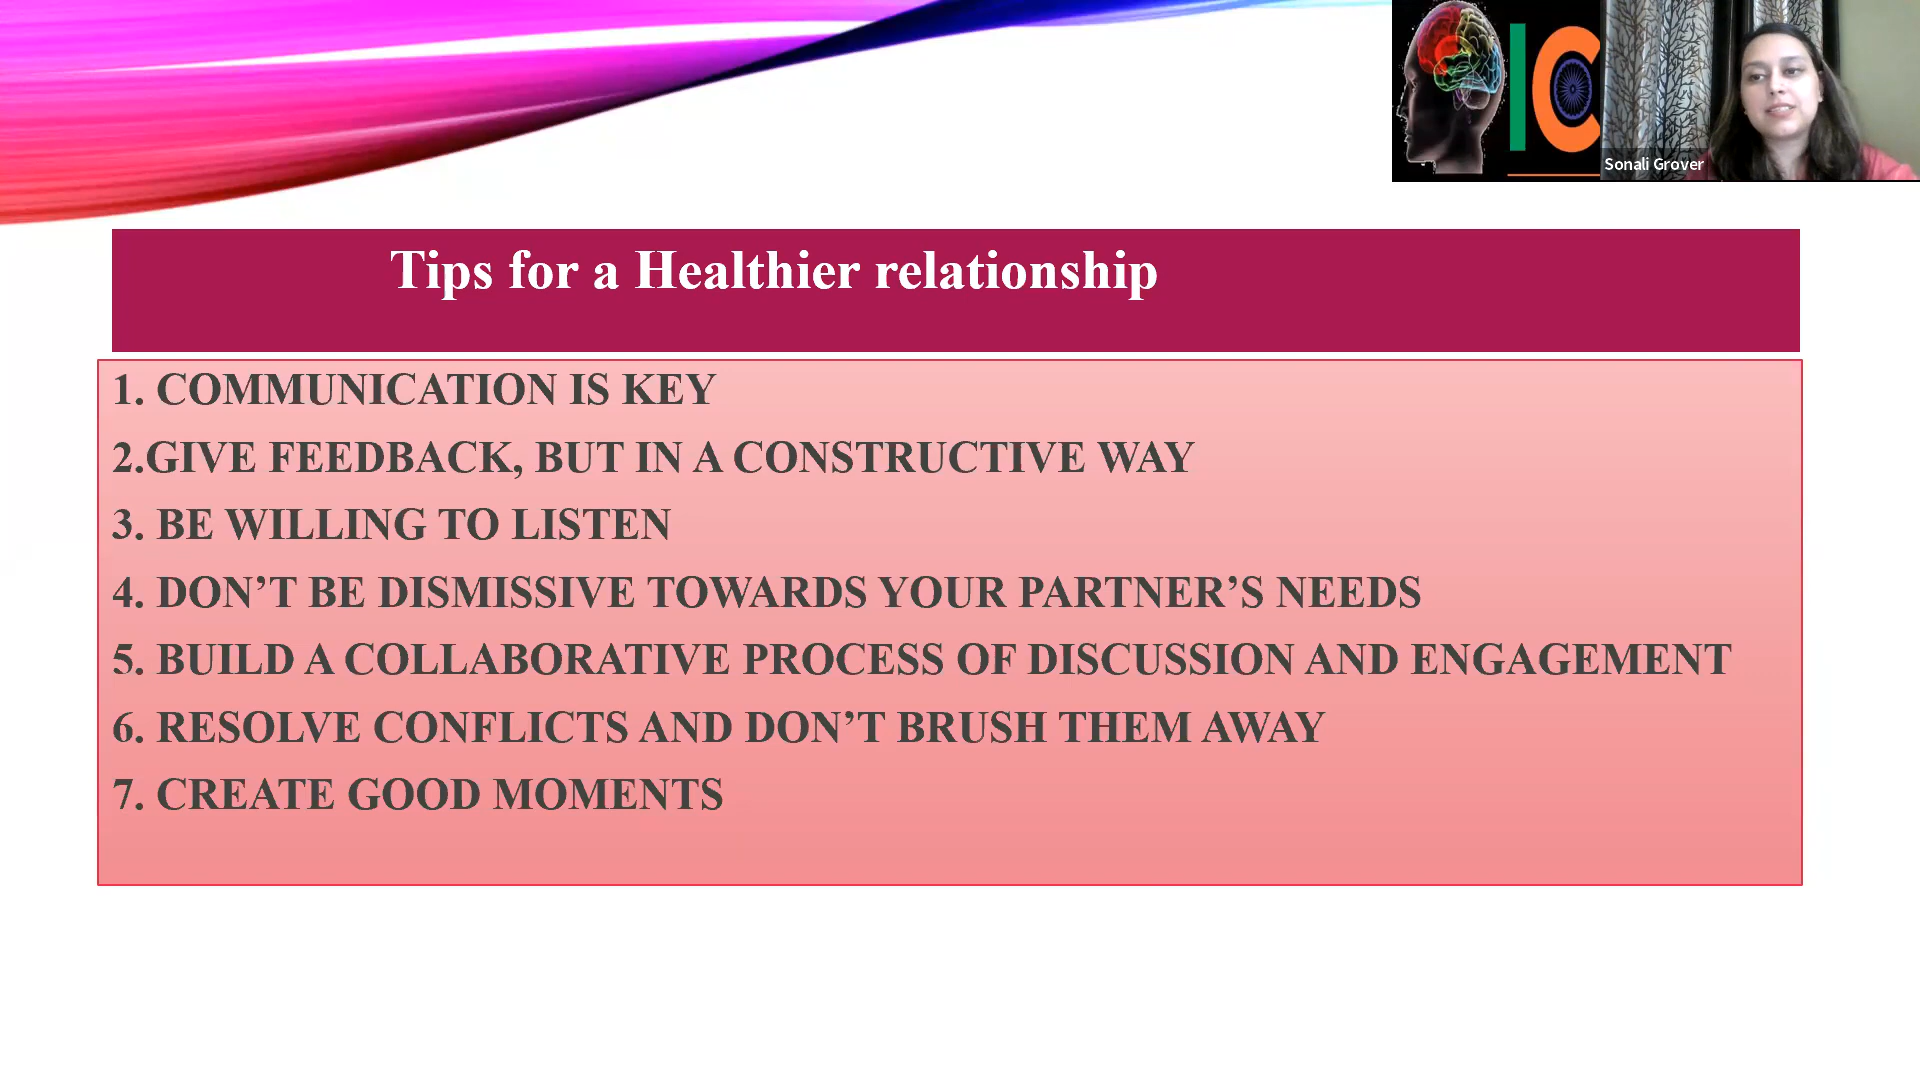 IC
Sonali Grover
Tips for a Healthier relationship
1. COMMUNICATION IS KEY
2.GIVE FEEDBACK, BUT IN A CONSTRUCTIVE WAY
3. BE WILLING TO LISTEN
4. DON’T BE DISMISSIVE TOWARDS YOUR PARTNER’S NEEDS
5. BUILD A COLLABORATIVE PROCESS OF DISCUSSION AND ENGAGEMENT
6. RESOLVE CONFLICTS AND DON’T BRUSH THEM AWAY
7. CREATE GOOD MOMENTS